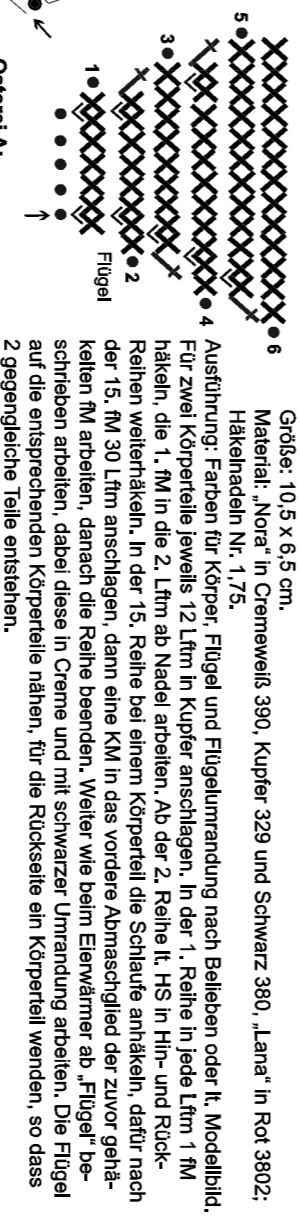 Größe: 10,5 x 6,5 cm.
Material: „Nora“ in Cremeweiß 390, Kupfer 329 und Schwarz 380, „Lana“ in Rot 3802;
Häkelnadeln Nr. 1,75.
Ausführung: Farben für Körper, Flügel und Flügelumrandung nach Belieben oder lt. Modellbild.
Für zwei Körperteile jeweils 12 Lftm in Kupfer anschlagen. In der 1. Reihe in jede Lftm 1 fM
häkeln, die 1. fM in die 2. Lftm ab Nadel arbeiten. Ab der 2. Reihe lt. HS in Hin- und Rück-
Reihen weiterhäkeln. In der 15. Reihe bei einem Körperteil die Schlaufe anhäkeln, dafür nach
der 15. fM 30 Lftm anschlagen, dann eine KM in das vordere Abmaschglied der zuvor gehä-
kelten fM arbeiten, danach die Reihe beenden. Weiter wie beim Eierwärmer ab „Flügel“ be-
schrieben arbeiten, dabei diese in Creme und mit schwarzer Umrandung arbeiten. Die Flügel
auf die entsprechenden Körperteile nähen, für die Rückseite ein Körperteil wenden, so dass
2 gegengleiche Teile entstehen.
6
5
4
3
2
1
Flügel